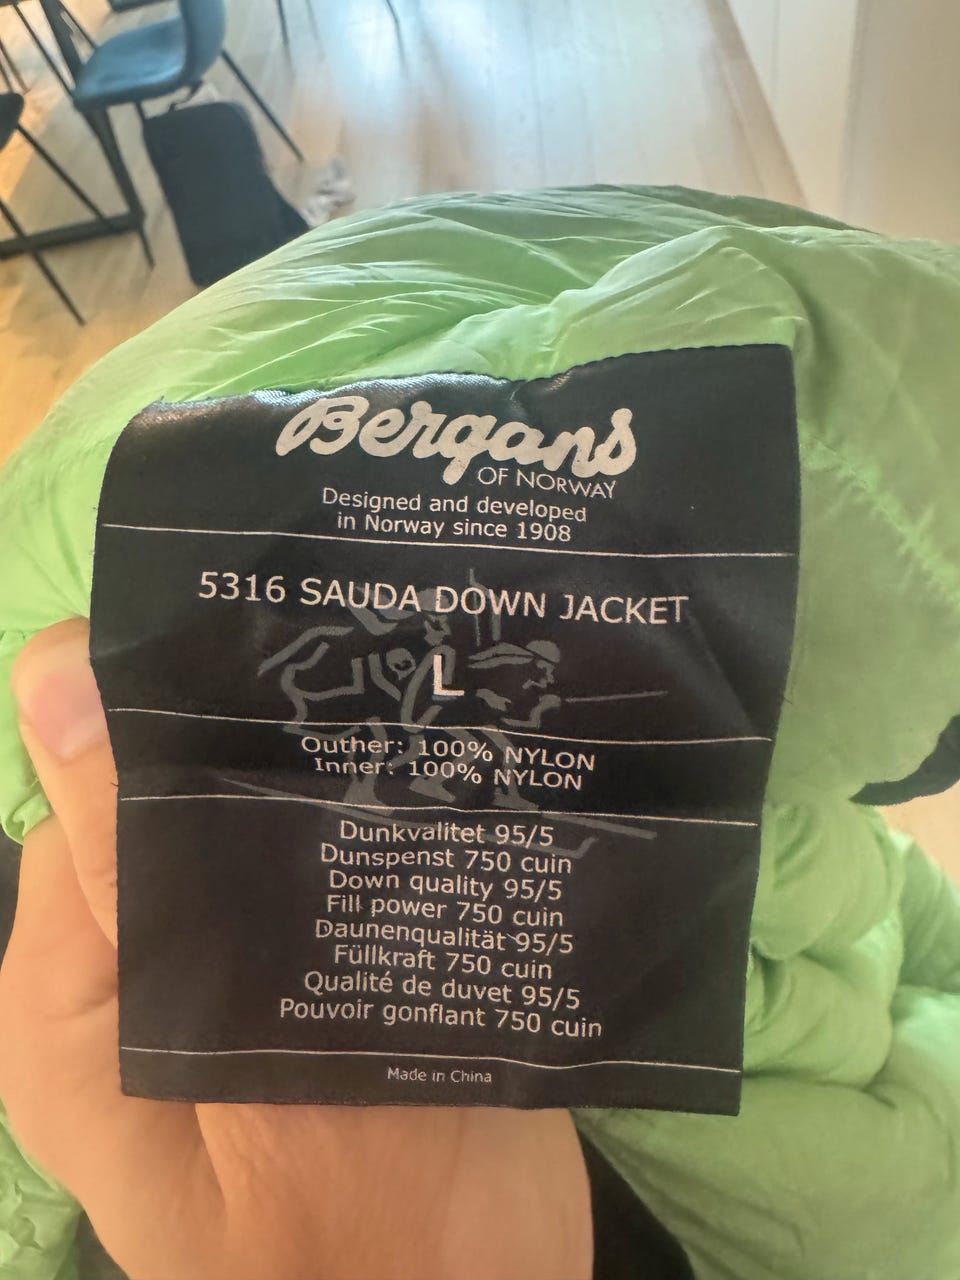 Bergans
OF NORWAY
Designed and developed
in Norway since 1908
5316 SAUDA DOWN JACKET
L
Outher: 100% NYLON
Inner: 100% NYLON
Dunkvalitet 95/5
Dunspenst 750 cuin
Down quality 95/5
Fill power 750 cuin
Daunenqualität 95/5
Füllkraft 750 cuin
Qualité de duvet 95/5
Pouvoir gonflant 750 cuin
Made in China